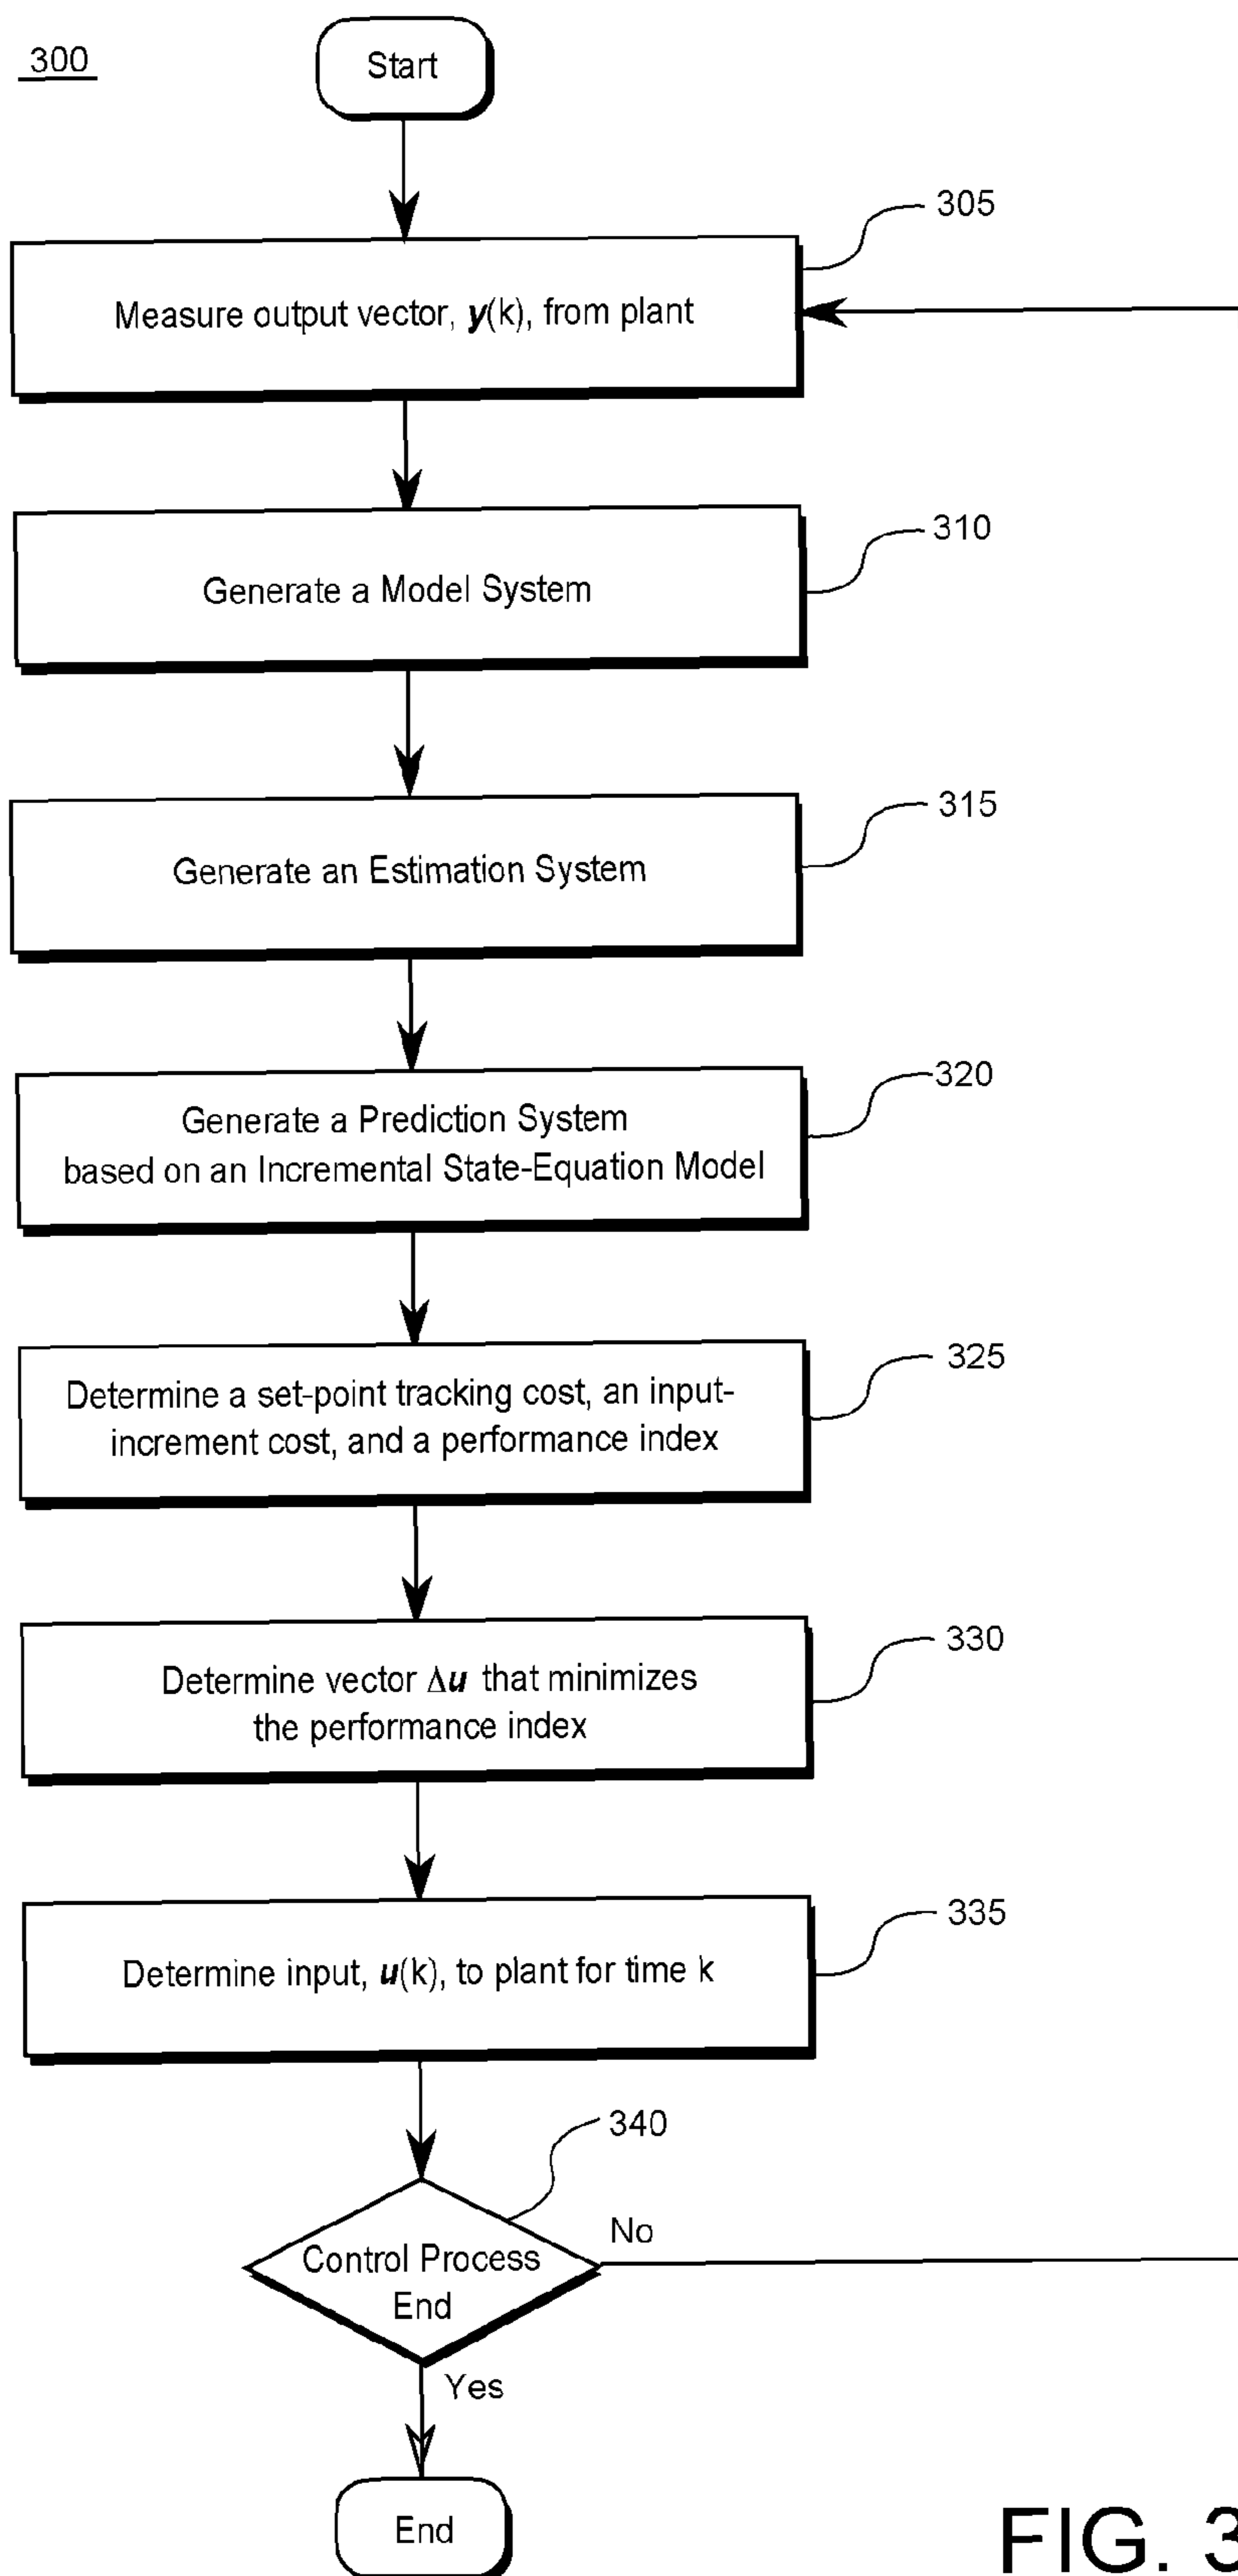 300
Start
305
Measure output vector, y(k), from plant
310
Generate a Model System
315
Generate an Estimation System
320
Generate a Prediction System
based on an Incremental State-Equation Model
325
Determine a set-point tracking cost, an input-
increment cost, and a performance index
330
Determine vector Δu that minimizes
the performance index
335
Determine input, u(k), to plant for time k
340
Control Process
End
No
Yes
End
FIG. 3